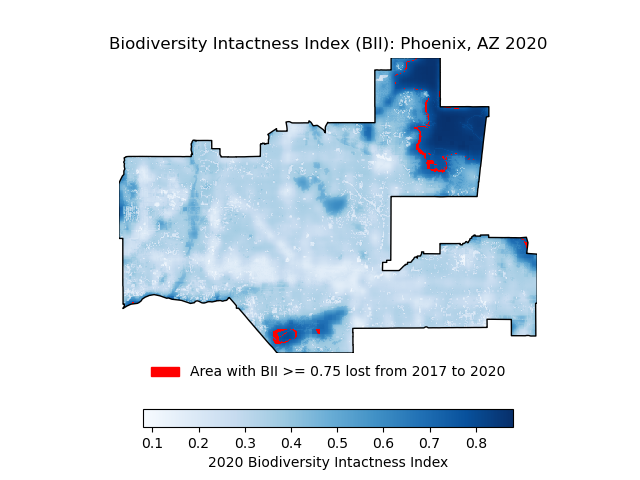 Biodiversity Intactness Index (BII): Phoenix, AZ 2020
Area with BII >= 0.75 lost from 2017 to 2020
0.1 0.2 0.3 0.4 0.5 0.6 0.7 0.8
2020 Biodiversity Intactness Index